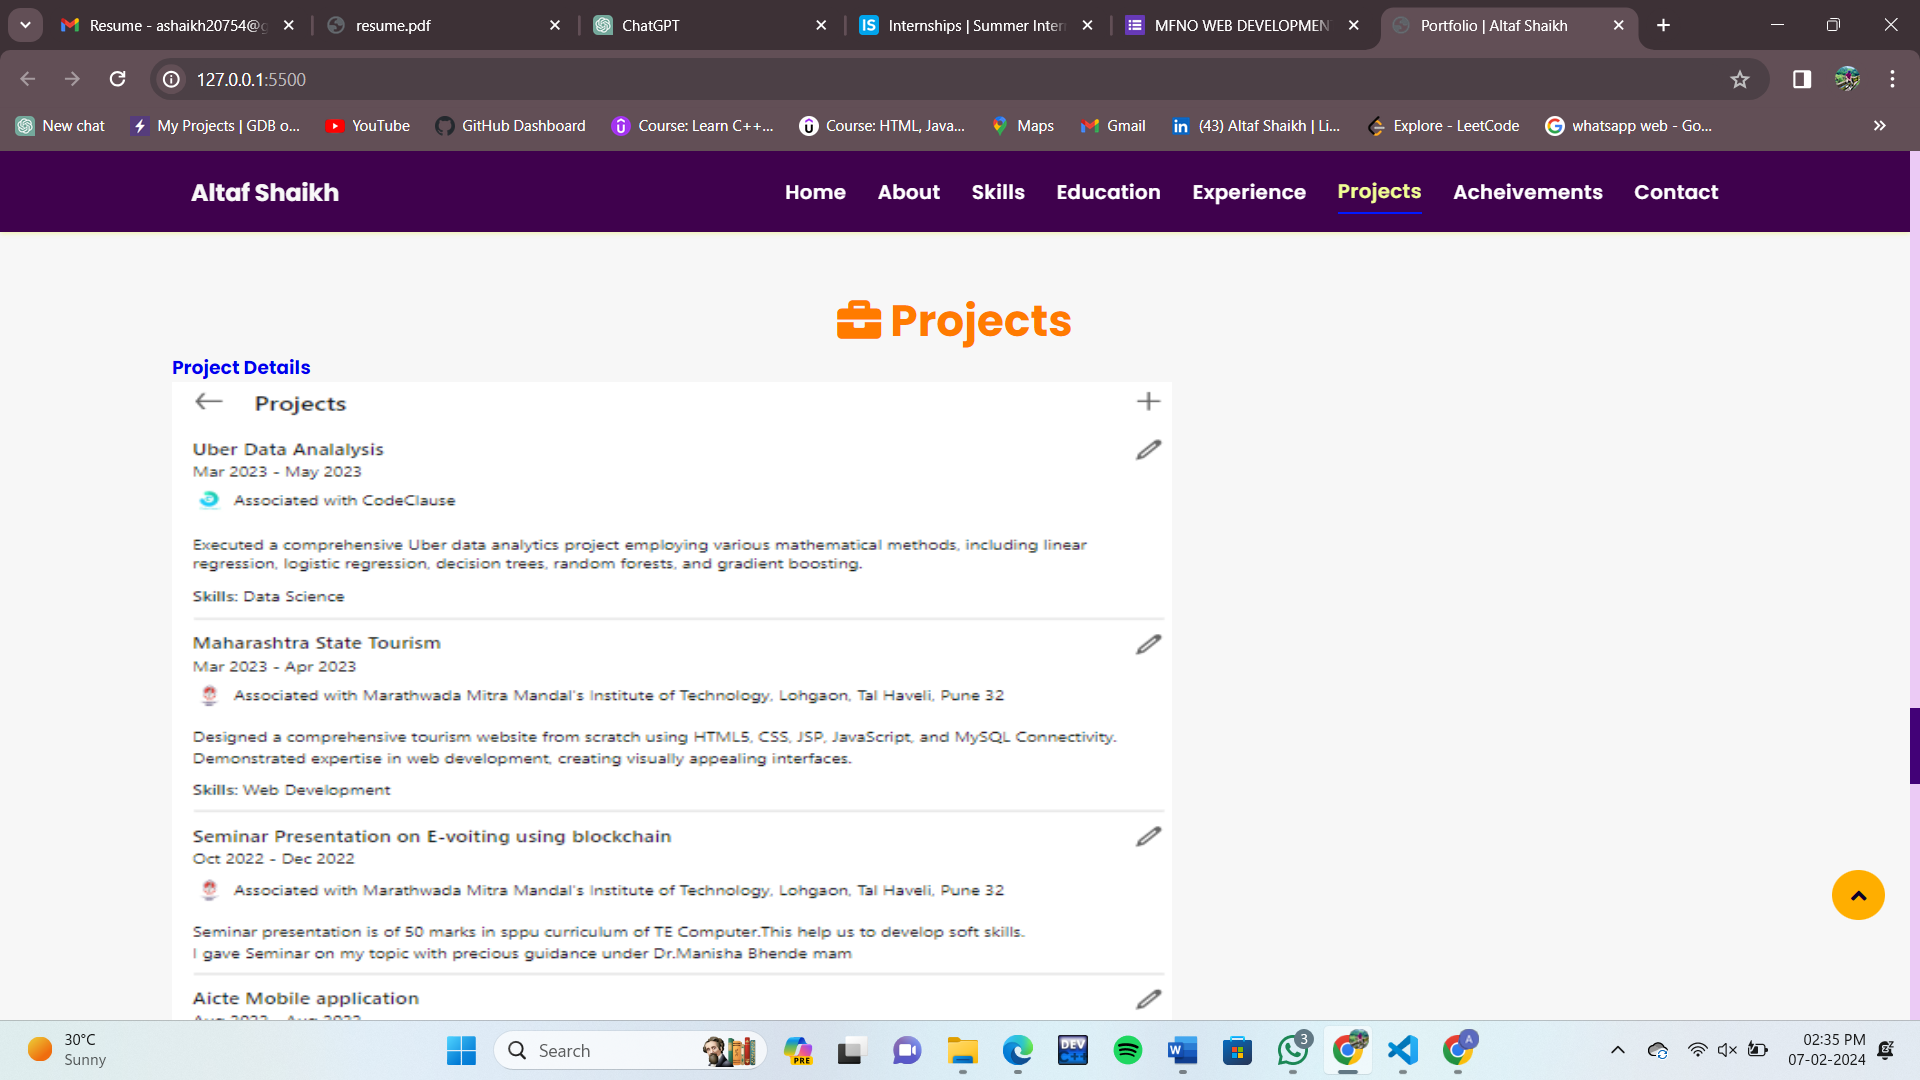 Resume - ashaikh20754@g
resume.pdf
ChatGPT
Internships | Summer Inter
MFNO WEB DEVELOPMEN
Portfolio | Altaf Shaikh
127.0.0.1:5500
New chat
My Projects | GDB o...
YouTube
GitHub Dashboard
Course: Learn C++...
Course: HTML, Java...
Maps
Gmail
(43) Altaf Shaikh | Li...
Explore - LeetCode
whatsapp web - Go...
Altaf Shaikh
Home
About
Skills
Education
Experience
Projects
Acheivements
Contact
Projects
Project Details
Projects
Uber Data Analalysis
Mar 2023 - May 2023
Associated with CodeClause
Executed a comprehensive Uber data analytics project employing various mathematical methods, including linear
regression, logistic regression, decision trees, random forests, and gradient boosting.
Skills: Data Science
Maharashtra State Tourism
Mar 2023 - Apr 2023
Associated with Marathwada Mitra Mandal's Institute of Technology, Lohgaon, Tal Haveli, Pune 32
Designed a comprehensive tourism website from scratch using HTML5, CSS, JSP, JavaScript, and MySQL Connectivity.
Demonstrated expertise in web development, creating visually appealing interfaces.
Skills: Web Development
Seminar Presentation on E-voiting using blockchain
Oct 2022 - Dec 2022
Associated with Marathwada Mitra Mandal's Institute of Technology, Lohgaon, Tal Haveli, Pune 32
Seminar presentation is of 50 marks in sppu curriculum of TE Computer.This help us to develop soft skills.
I gave Seminar on my topic with precious guidance under Dr.Manisha Bhende mam
Aicte Mobile application
30°C
Sunny
Search
PRE
DEV
3
A
02:35 PM
07-02-2024